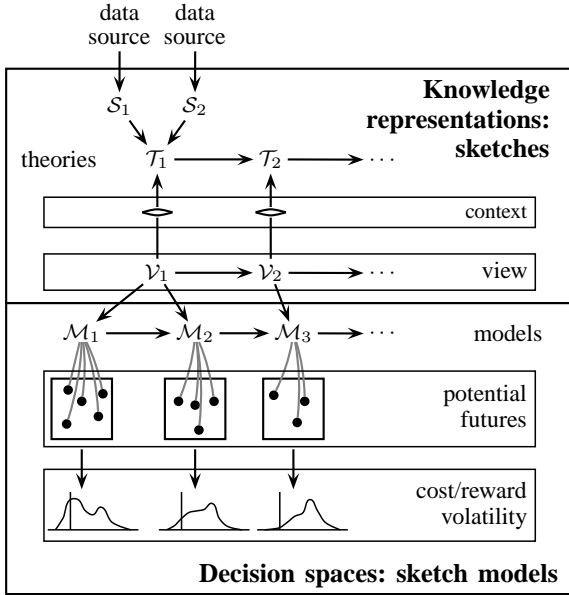 data data
source source
Knowledge
representations:
sketches
𝒮₁ 𝒮₂
theories 𝒯₁ 𝒯₂ ···
context
𝒱₁ 𝒱₂ ··· view
ℳ₁ ℳ₂ ℳ₃ ··· models
potential
futures
cost/reward
volatility
Decision spaces: sketch models